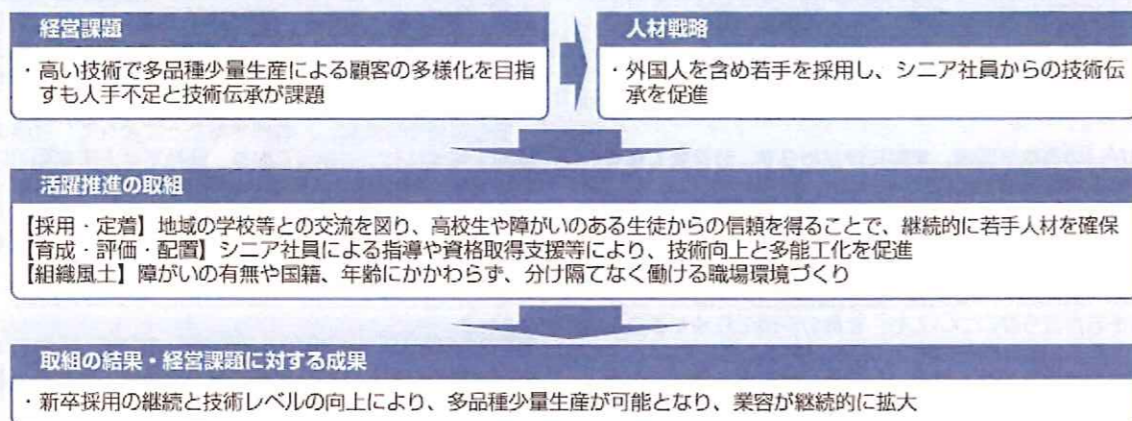 経営課題
・高い技術で多品種少量生産による顧客の多様化を目指
すも人手不足と技術伝承が課題
人材戦略
・外国人を含め若手を採用し、シニア社員からの技術伝
承を促進
活躍推進の取組
【採用・定着】地域の学校等との交流を図り、高校生や障がいのある生徒からの信頼を得ることで、継続的に若手人材を確保
【育成・評価・配置】シニア社員による指導や資格取得支援等により、技術向上と多能工化を促進
【組織風土】障がいの有無や国籍、年齢にかかわらず、分け隔てなく働ける職場環境づくり
取組の結果・経営課題に対する成果
・新卒採用の継続と技術レベルの向上により、多品種少量生産が可能となり、業容が継続的に拡大